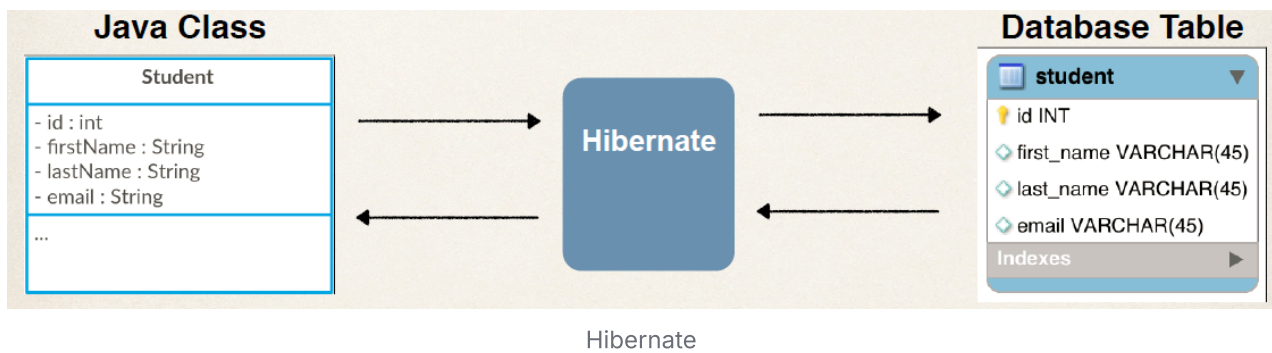 Java Class
Student
- id : int
- firstName : String
- lastName : String
- email : String
...
Hibernate
Database Table
student
id INT
first_name VARCHAR(45)
last_name VARCHAR(45)
email VARCHAR(45)
Indexes
Hibernate